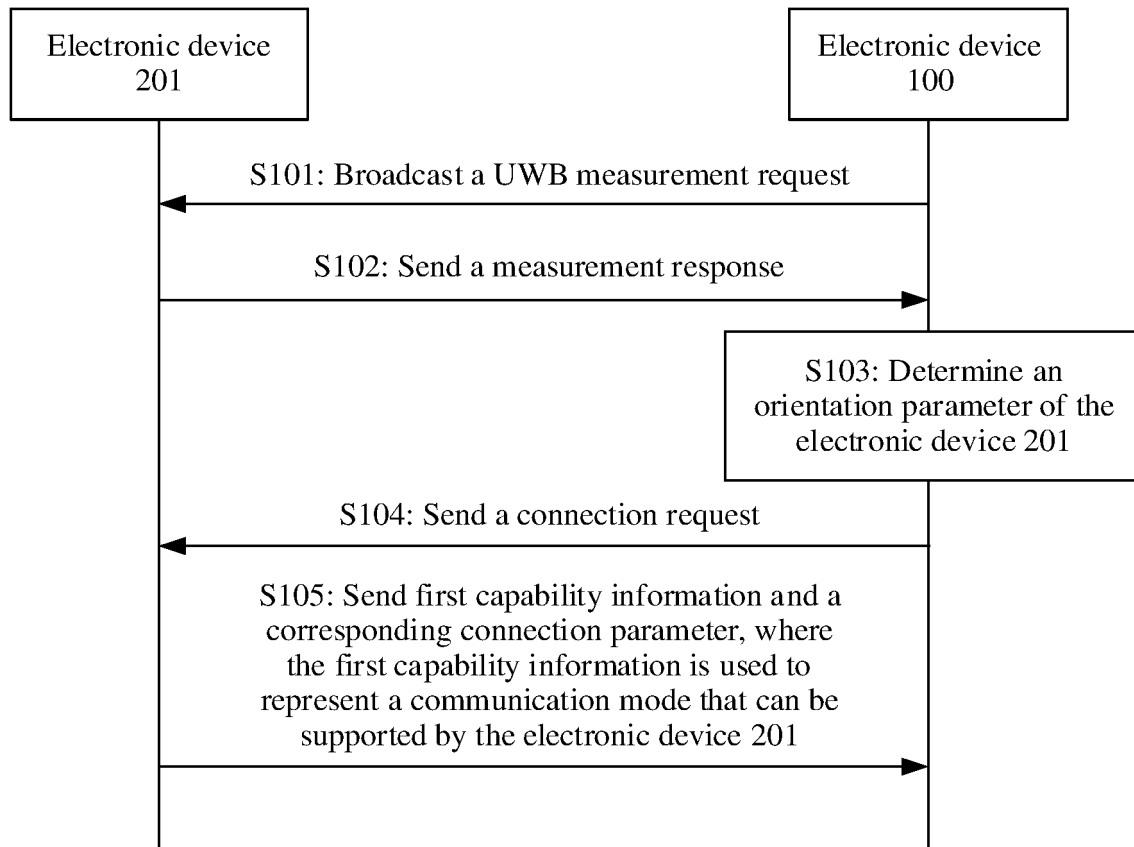 Electronic device
201
Electronic device
100
S101: Broadcast a UWB measurement request
S102: Send a measurement response
S103: Determine an
orientation parameter of the
electronic device 201
S104: Send a connection request
S105: Send first capability information and a
corresponding connection parameter, where
the first capability information is used to
represent a communication mode that can be
supported by the electronic device 201